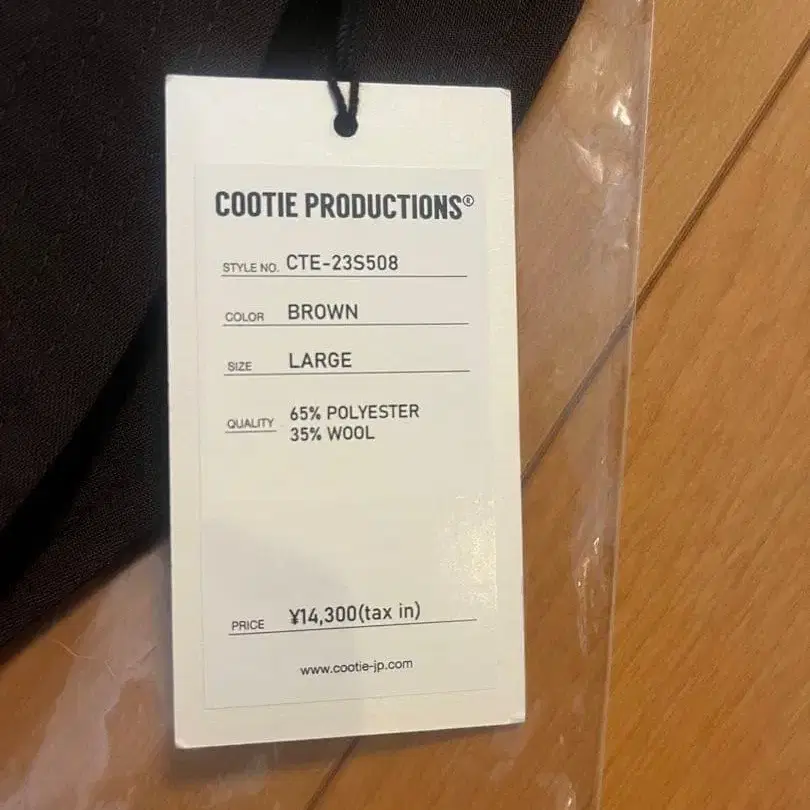 COOTIE PRODUCTIONS®
STYLE NO. CTE-23S508
COLOR BROWN
SIZE LARGE
QUALITY 65% POLYESTER
35% WOOL
PRICE ¥14,300(tax in)
www.cootie-jp.com